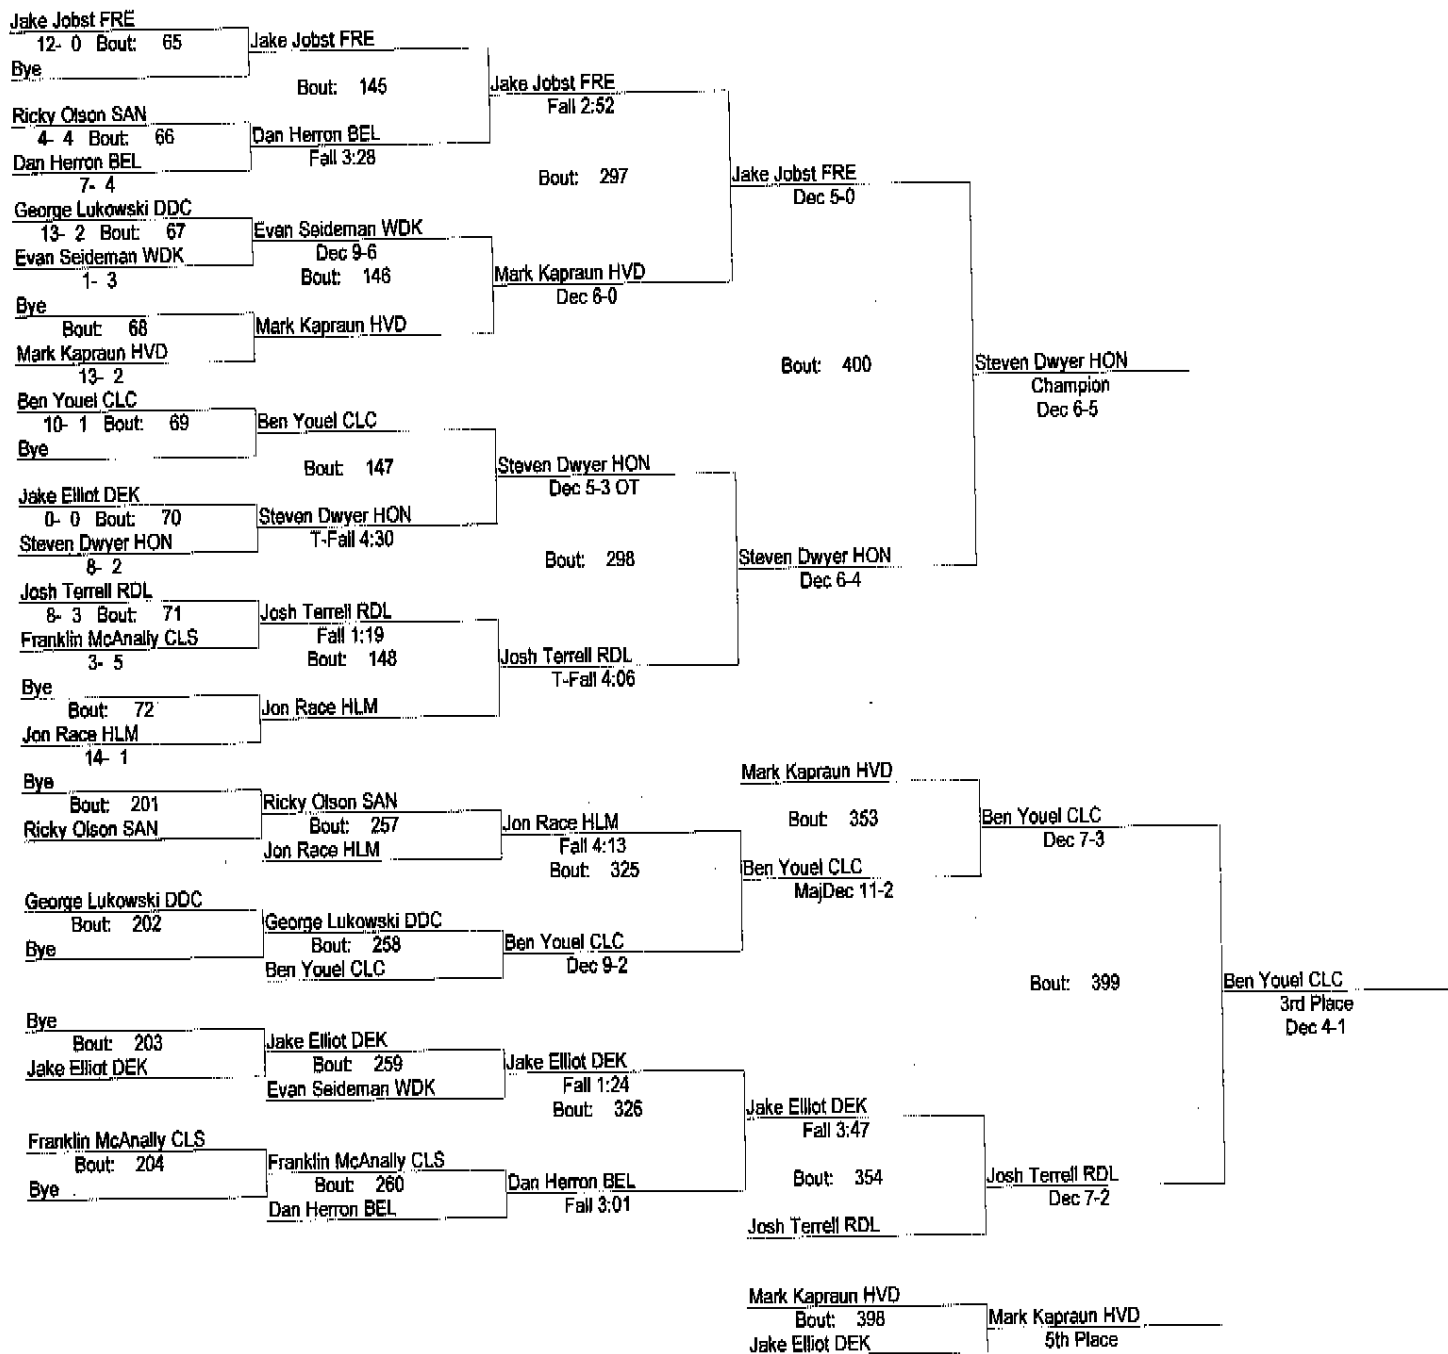 Jake Jobst FRE
12- 0 Bout: 65
Bye
Jake Jobst FRE
Bout: 145
Ricky Olson SAN
4- 4 Bout: 66
Dan Herron BEL
7- 4
Dan Herron BEL
Fall 3:28
Jake Jobst FRE
Fall 2:52
Bout: 297
George Lukowski DDC
13- 2 Bout: 67
Evan Seideman WDK
1- 3
Evan Seideman WDK
Dec 9-6
Bout: 146
Bye
Bout: 68
Mark Kapraun HVD
13- 2
Mark Kapraun HVD
Mark Kapraun HVD
Dec 6-0
Jake Jobst FRE
Dec 5-0
Bout: 400
Steven Dwyer HON
Champion
Dec 6-5
Ben Youel CLC
10- 1 Bout: 69
Bye
Ben Youel CLC
Bout: 147
Jake Elliot DEK
0- 0 Bout: 70
Steven Dwyer HON
8- 2
Steven Dwyer HON
T-Fall 4:30
Steven Dwyer HON
Dec 5-3 OT
Bout: 298
Steven Dwyer HON
Dec 6-4
Josh Terrell RDL
8- 3 Bout: 71
Franklin McAnally CLS
3- 5
Josh Terrell RDL
Fall 1:19
Bout: 148
Bye
Bout: 72
Jon Race HLM
14- 1
Jon Race HLM
Josh Terrell RDL
T-Fall 4:06
Bye
Bout: 201
Ricky Olson SAN
Ricky Olson SAN
Bout: 257
Jon Race HLM
Jon Race HLM
Fall 4:13
Bout: 325
George Lukowski DDC
Bout: 202
Bye
George Lukowski DDC
Bout: 258
Ben Youel CLC
Ben Youel CLC
Dec 9-2
Mark Kapraun HVD
Bout: 353
Ben Youel CLC
MajDec 11-2
Ben Youel CLC
Dec 7-3
Bout: 399
Ben Youel CLC
3rd Place
Dec 4-1
Bye
Bout: 203
Jake Elliot DEK
Jake Elliot DEK
Bout: 259
Evan Seideman WDK
Jake Elliot DEK
Fall 1:24
Bout: 326
Franklin McAnally CLS
Bout: 204
Bye
Franklin McAnally CLS
Bout: 260
Dan Herron BEL
Dan Herron BEL
Fall 3:01
Jake Elliot DEK
Fall 3:47
Bout: 354
Josh Terrell RDL
Josh Terrell RDL
Dec 7-2
Mark Kapraun HVD
Bout: 398
Jake Elliot DEK
Mark Kapraun HVD
5th Place